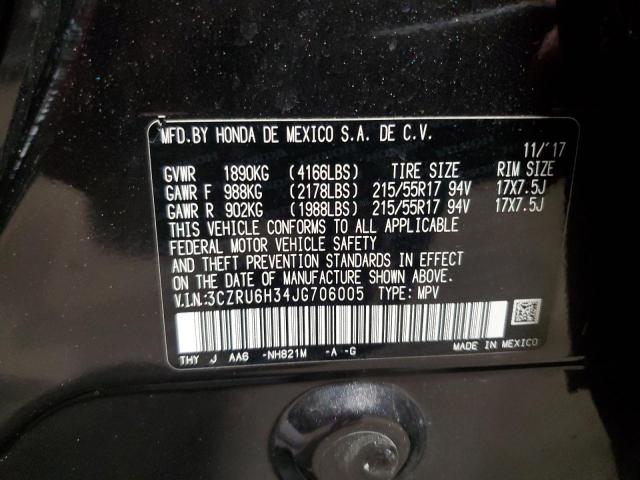 MFD.BY HONDA DE MEXICO S.A. DE C.V.
11/'17
GVWR 1890KG (4166LBS) TIRE SIZE RIM SIZE
GAWR F 988KG (2178LBS) 215/55R17 94V 17X7.5J
GAWR R 902KG (1988LBS) 215/55R17 94V 17X7.5J
THIS VEHICLE CONFORMS TO ALL APPLICABLE
FEDERAL MOTOR VEHICLE SAFETY
AND THEFT PREVENTION STANDARDS IN EFFECT
ON THE DATE OF MANUFACTURE SHOWN ABOVE.
V.I.N:3CZRU6H34JG706005 TYPE: MPV
THY J AA6 -NH821M -A -G
MADE IN MEXICO